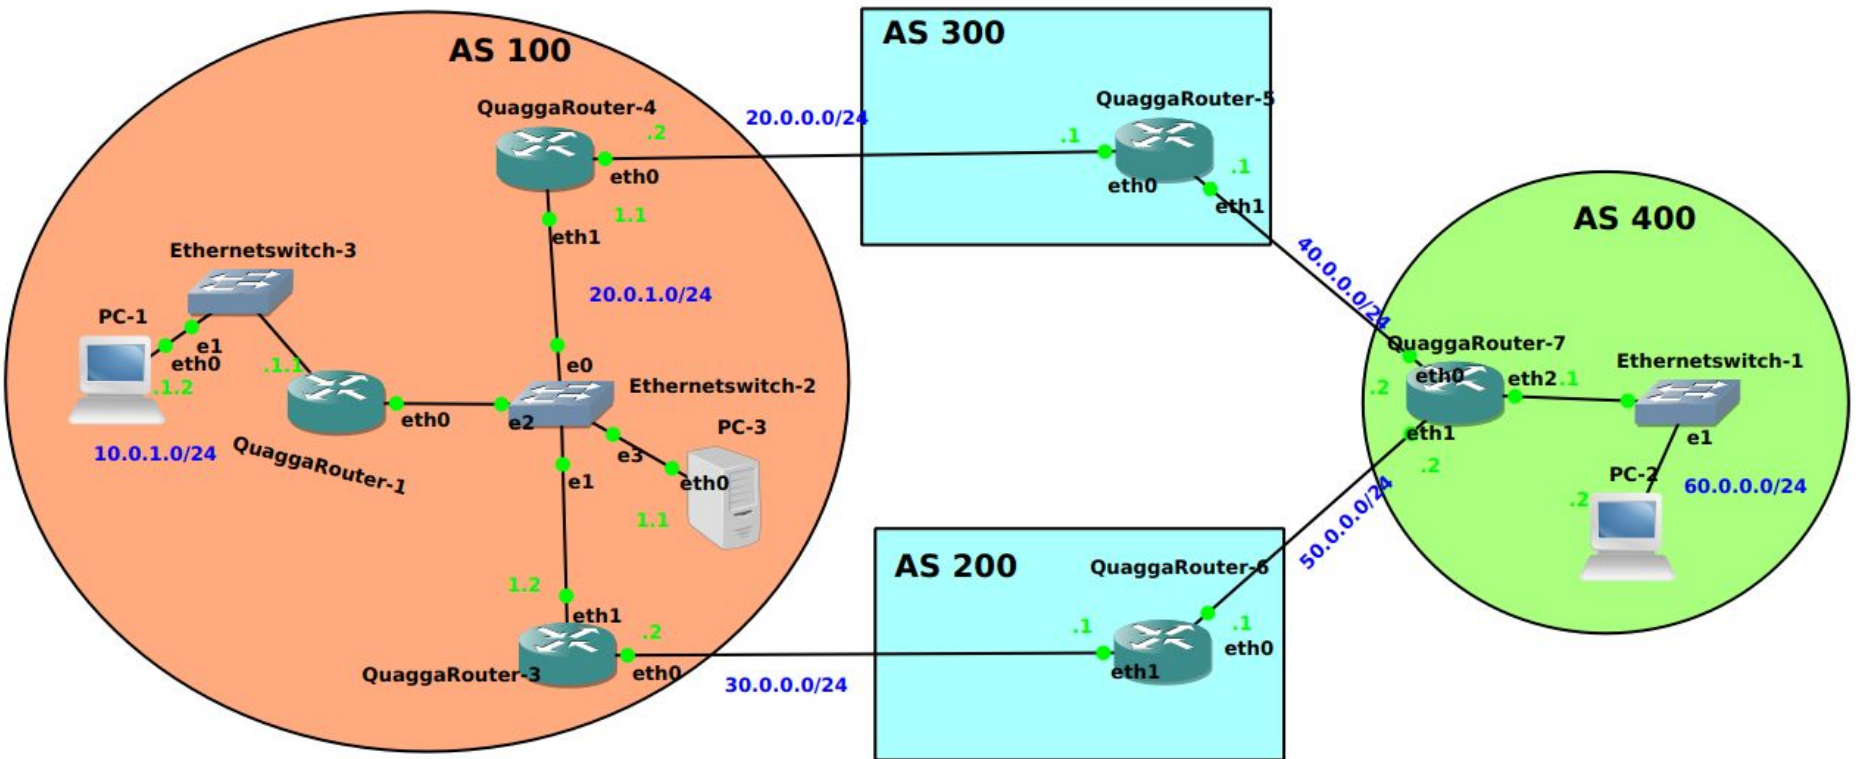 AS 100
QuaggaRouter-4
.2
eth0
1.1
eth1
20.0.1.0/24
Ethernetswitch-3
PC-1
e1
eth0
.1.2
.1.1
10.0.1.0/24
QuaggaRouter-1
eth0
e0
Ethernetswitch-2
e2
PC-3
e3
eth0
1.1
e1
1.2
eth1
.2
QuaggaRouter-3
eth0
20.0.0.0/24
30.0.0.0/24
AS 300
QuaggaRouter-5
.1
eth0
.1
eth1
40.0.0.0/24
AS 200
QuaggaRouter-6
.1
eth1
.1
eth0
50.0.0.0/24
AS 400
QuaggaRouter-7
eth0
.2
eth2
.1
eth1
.2
Ethernetswitch-1
e1
PC-2
.2
60.0.0.0/24